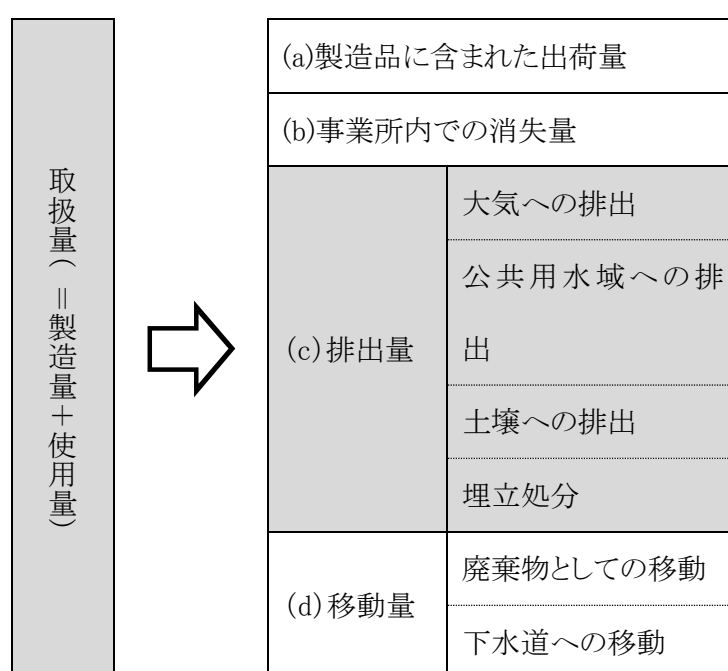 取扱量(＝製造量＋使用量)
(a)製造品に含まれた出荷量
(b)事業所内での消失量
(c)排出量
大気への排出
公共用水域への排
出
土壌への排出
埋立処分
(d)移動量
廃棄物としての移動
下水道への移動